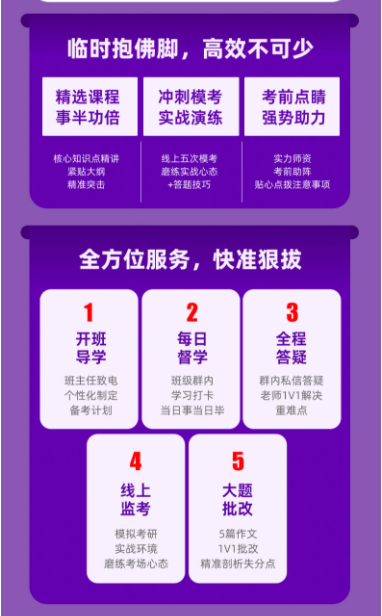 临时抱佛脚，高效不可少
精选课程
事半功倍
冲刺模考
实战演练
考前点睛
强势助力
核心知识点精讲
紧贴大纲
精准突击
线上五次模考
磨练实战心态
+答题技巧
实力师资
考前助阵
贴心点拨注意事项
全方位服务，快准狠拔
1
开班
导学
班主任致电
个性化制定
备考计划
2
每日
督学
班级群内
学习打卡
当日事当日毕
3
全程
答疑
群内私信答疑
老师1V1解决
重难点
4
线上
监考
模拟考研
实战环境
磨练考场心态
5
大题
批改
5篇作文
1V1批改
精准剖析失分点